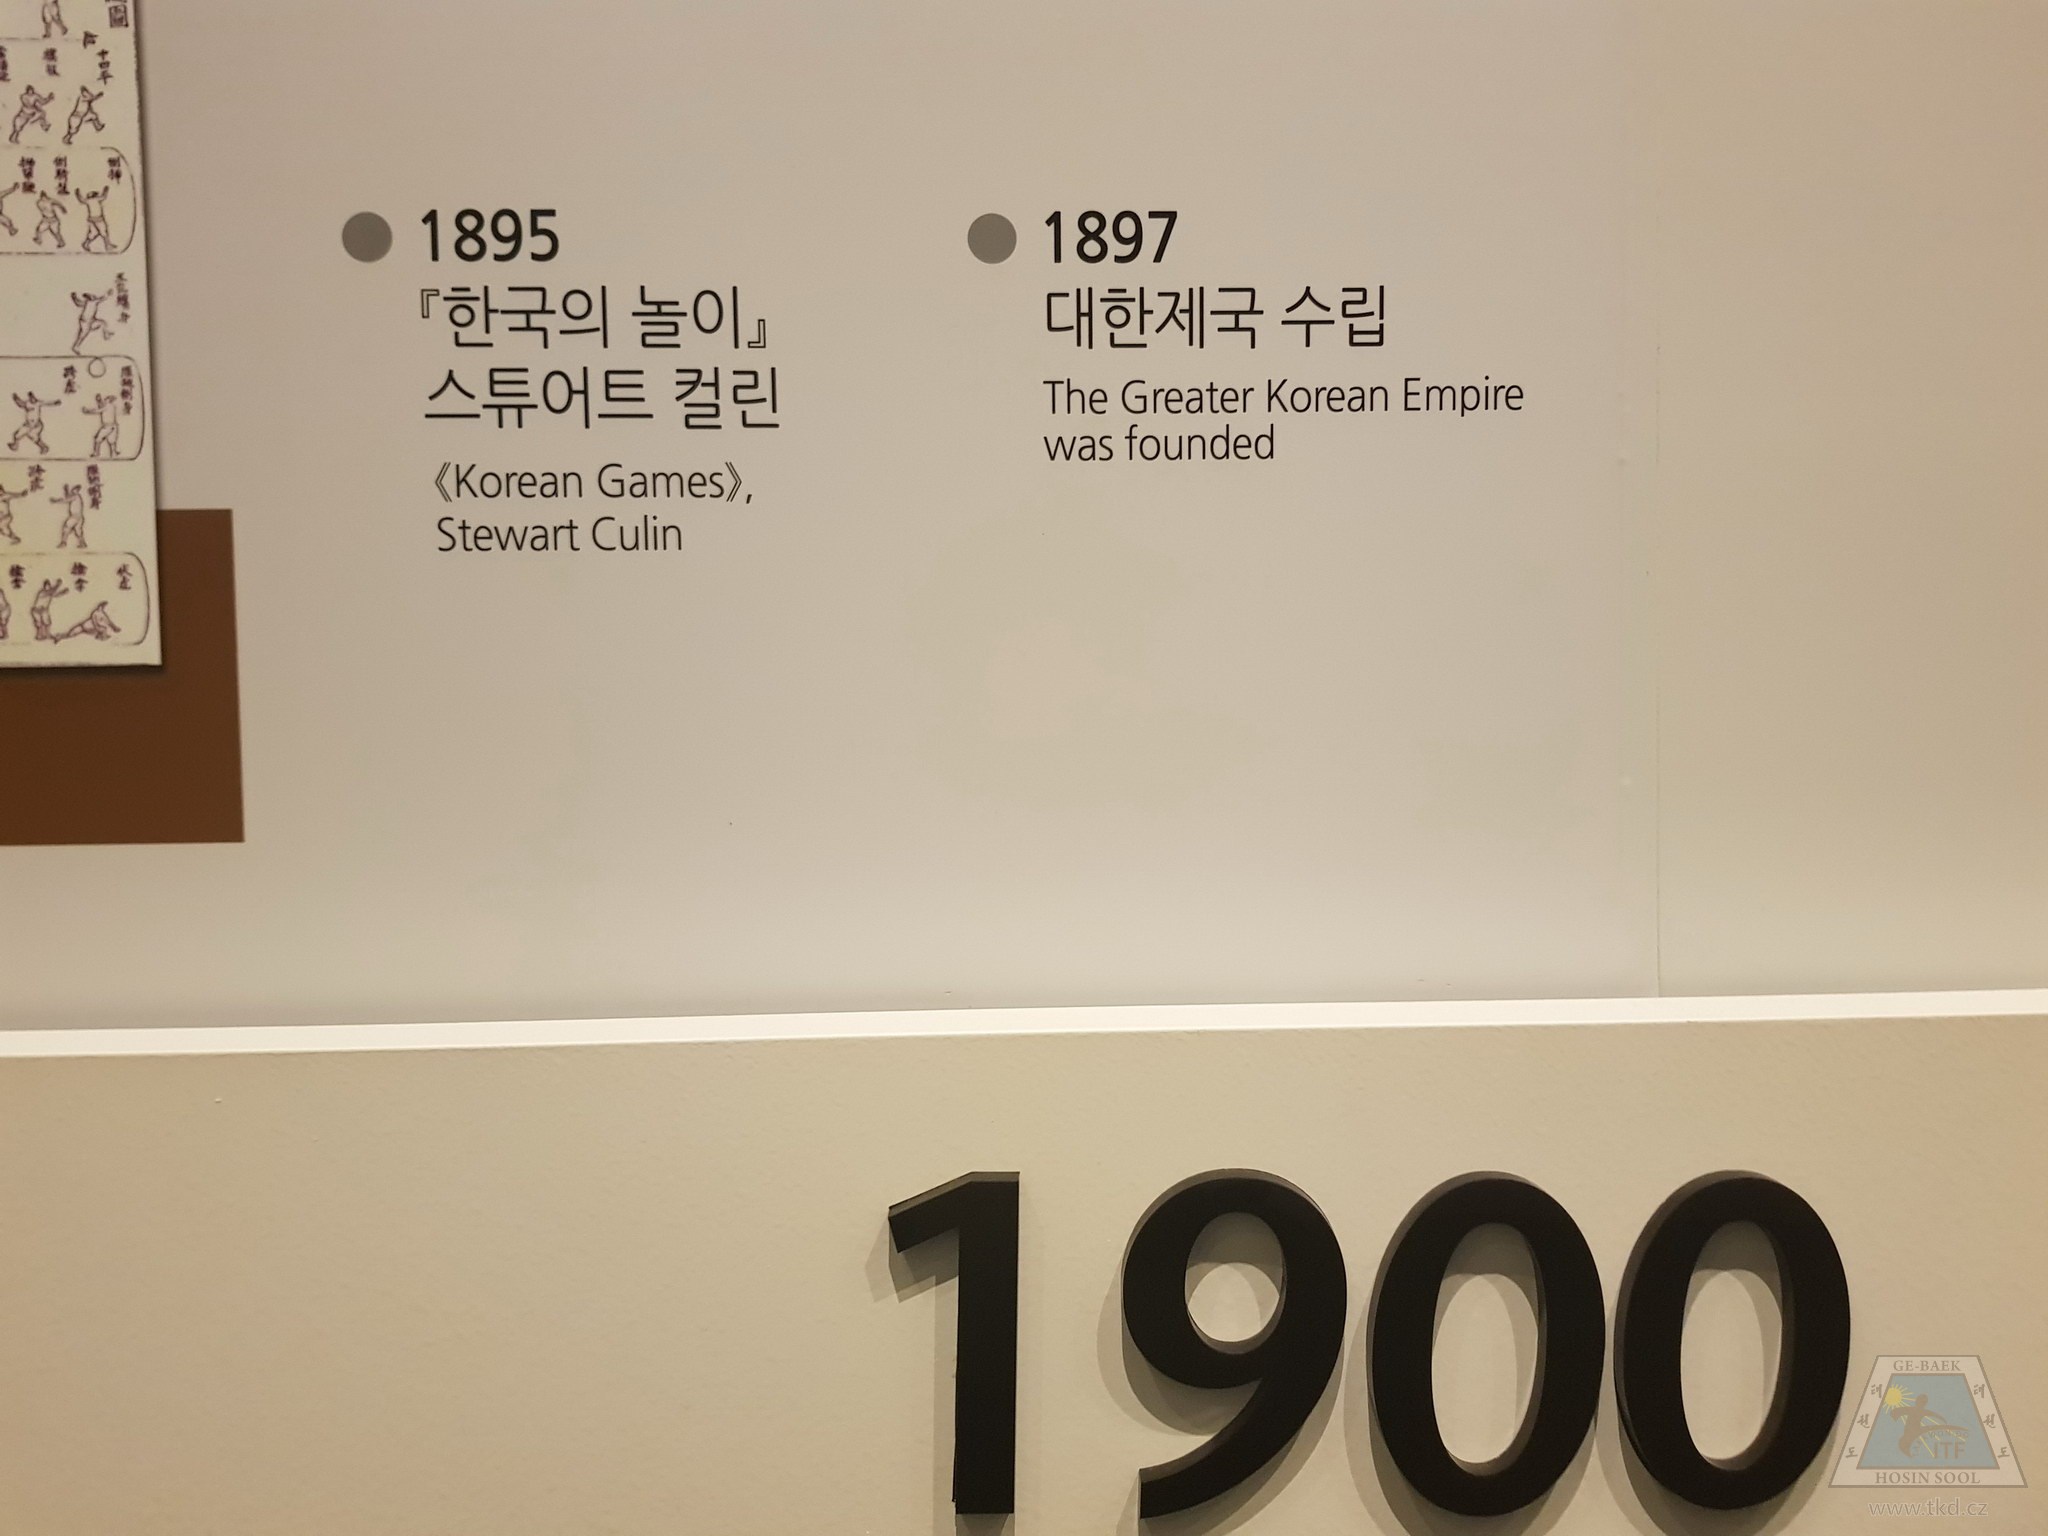 1895
『한국의 놀이』
스튜어트 컬린
《Korean Games》,
Stewart Culin
1897
대한제국 수립
The Greater Korean Empire
was founded
1900
GE-BAEK
ITF
HOSIN SOOL
www.tkd.cz